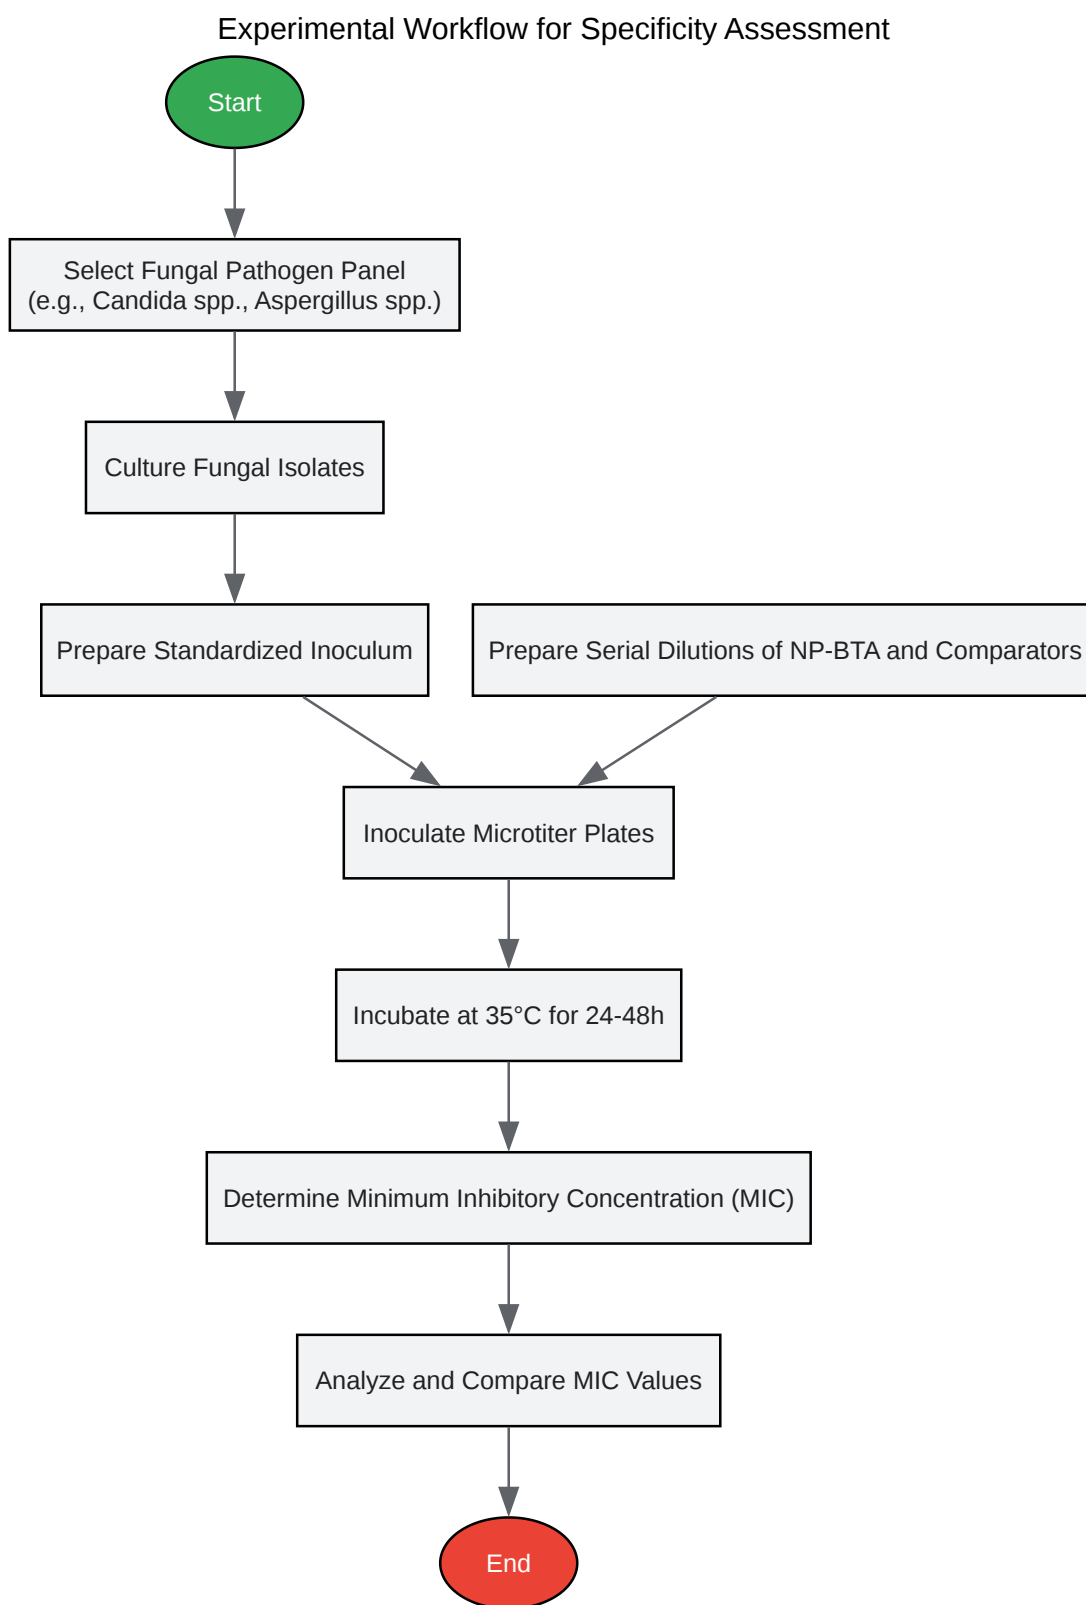 Experimental Workflow for Specificity Assessment
Start
Select Fungal Pathogen Panel
(e.g., Candida spp., Aspergillus spp.)
Culture Fungal Isolates
Prepare Standardized Inoculum
Prepare Serial Dilutions of NP-BTA and Comparators
Inoculate Microtiter Plates
Incubate at 35°C for 24-48h
Determine Minimum Inhibitory Concentration (MIC)
Analyze and Compare MIC Values
End